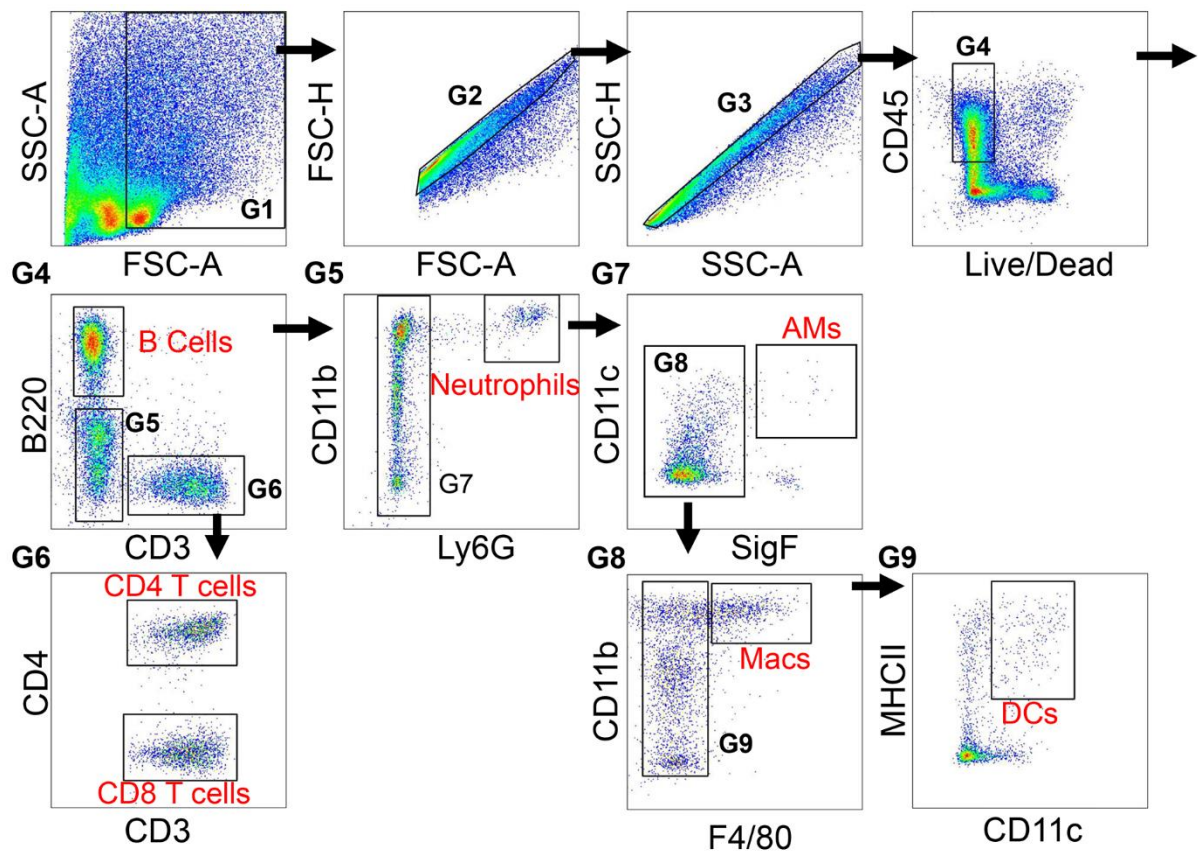 SSC-A
G1
FSC-A
FSC-H
G2
FSC-A
SSC-H
G3
SSC-A
CD45
G4
Live/Dead
G4
B220
B Cells
G5
G6
CD3
G5
CD11b
Neutrophils
G7
Ly6G
G7
CD11c
AMs
G8
SigF
G6
CD4
CD4 T cells
CD8 T cells
CD3
G8
CD11b
Macs
G9
F4/80
G9
MHCII
DCs
CD11c